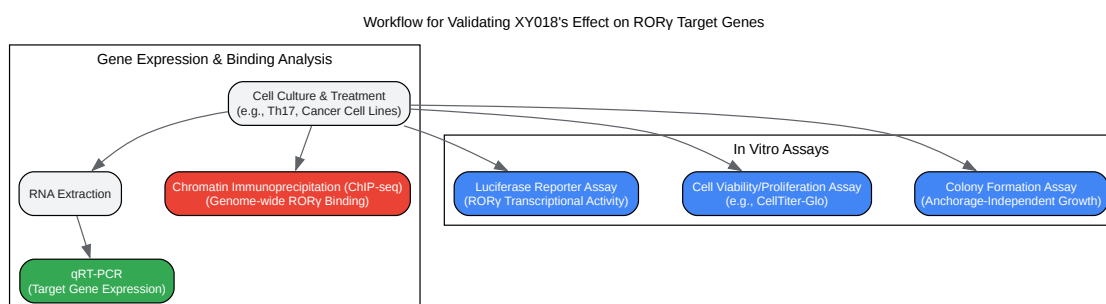 Workflow for Validating XY018's Effect on RORγ Target Genes
Gene Expression & Binding Analysis
Cell Culture & Treatment
(e.g., Th17, Cancer Cell Lines)
In Vitro Assays
RNA Extraction
Chromatin Immunoprecipitation (ChIP-seq)
(Genome-wide RORγ Binding)
Luciferase Reporter Assay
(RORγ Transcriptional Activity)
Cell Viability/Proliferation Assay
(e.g., CellTiter-Glo)
Colony Formation Assay
(Anchorage-Independent Growth)
qRT-PCR
(Target Gene Expression)